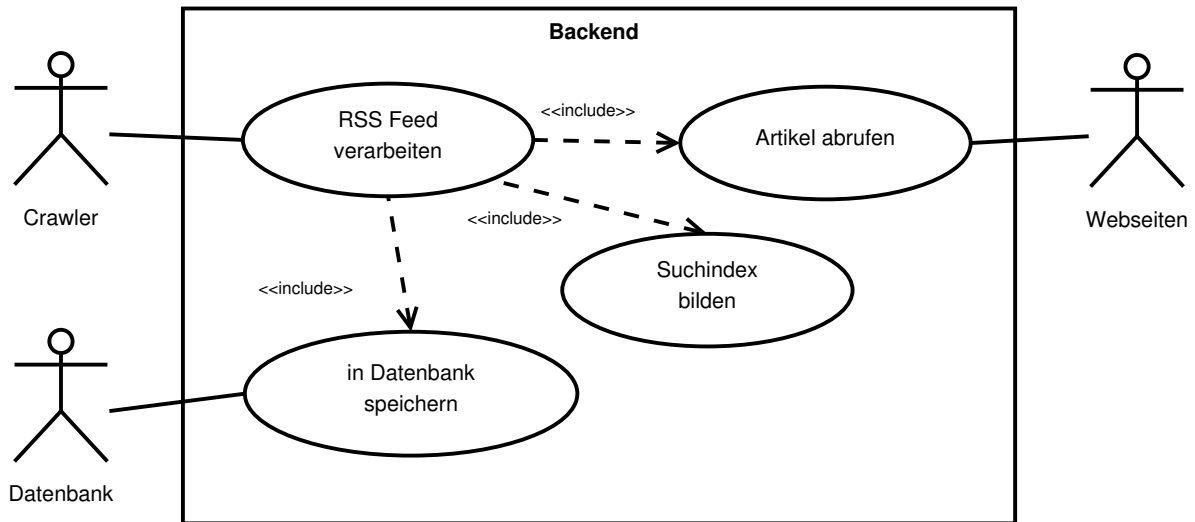 Backend
RSS Feed
verarbeiten
<<include>>
Artikel abrufen
Crawler
<<include>>
Webseiten
Suchindex
bilden
<<include>>
in Datenbank
speichern
Datenbank